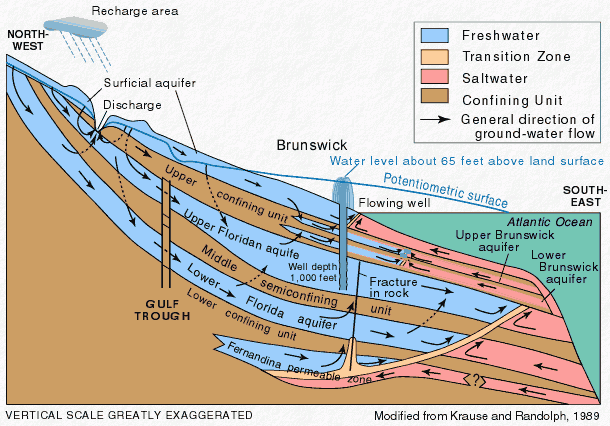 Recharge area
NORTH-
WEST
Surficial aquifer
Discharge
Freshwater
Transition Zone
Saltwater
Confining Unit
General direction of
ground-water flow
Brunswick
Water level about 65 feet above land surface
Potentiometric surface
Flowing well
SOUTH-
EAST
Atlantic Ocean
Upper Brunswick
aquifer
Lower
Brunswick
aquifer
Upper confining unit
Upper Floridan aquife
Middle semiconfining unit
Well depth
1,000 feet
Fracture
in rock
Lower Florida aquifer
Lower confining unit
GULF
TROUGH
Fernandina permeable zone
?
VERTICAL SCALE GREATLY EXAGGERATED
Modified from Krause and Randolph, 1989